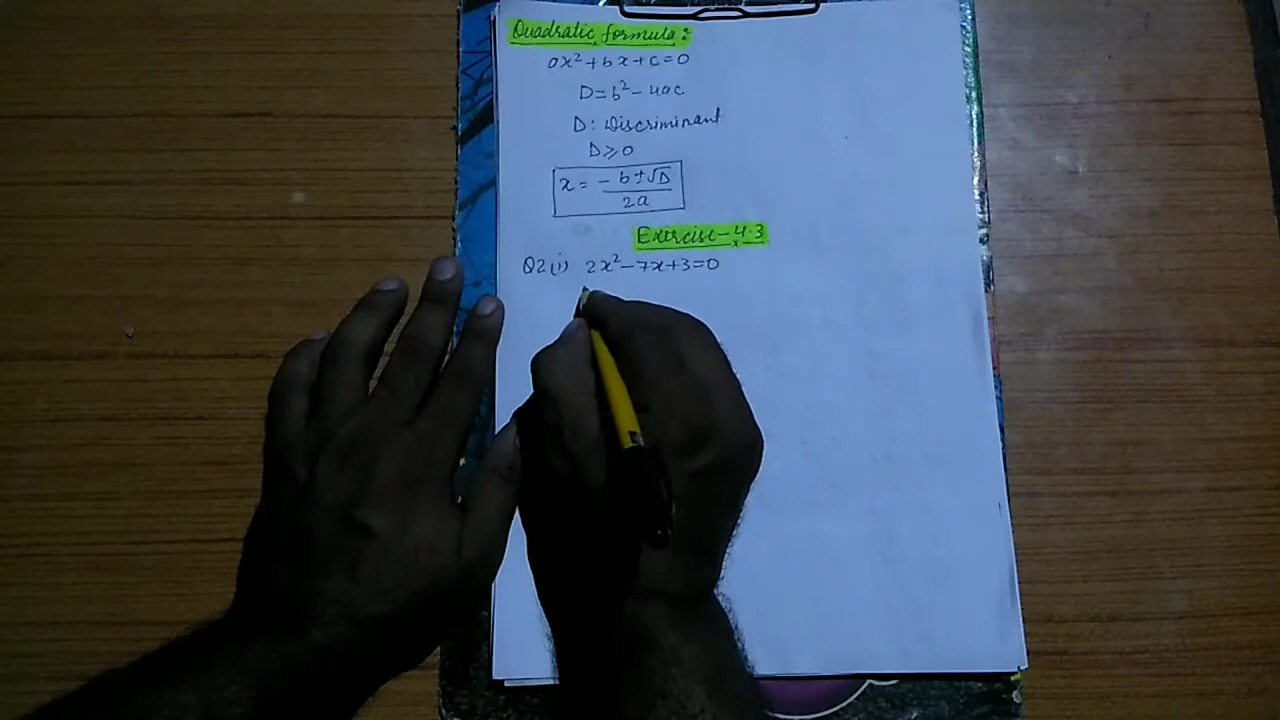 Quadratic formula:
ax²+bx+c=0
D=b²-4ac
D: Discriminant
D≥0
x = -b±√D / 2a
Exercise-4.3
Q2(i) 2x²-7x+3=0